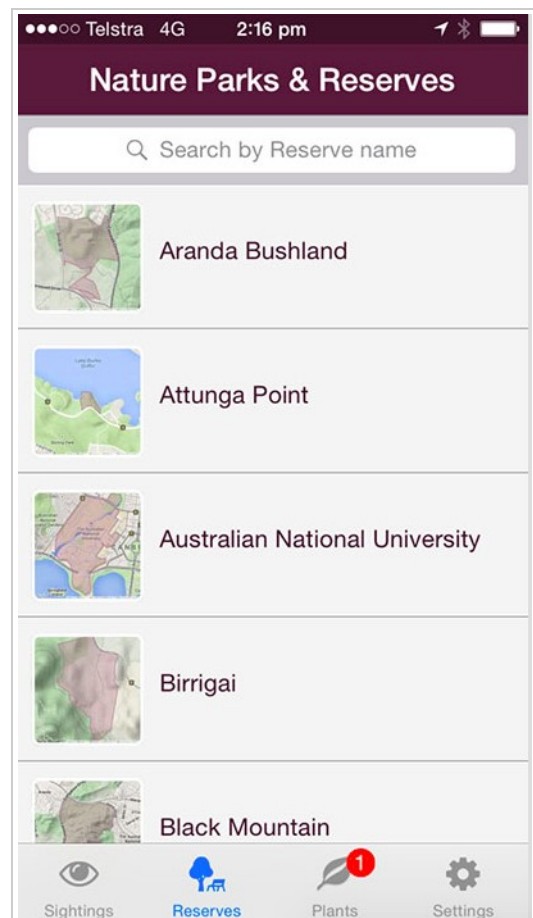 Telstra 4G 2:16 pm
Nature Parks & Reserves
Search by Reserve name
Aranda Bushland
Attunga Point
Australian National University
Birrigai
Black Mountain
1
Sightings Reserves Plants Settings